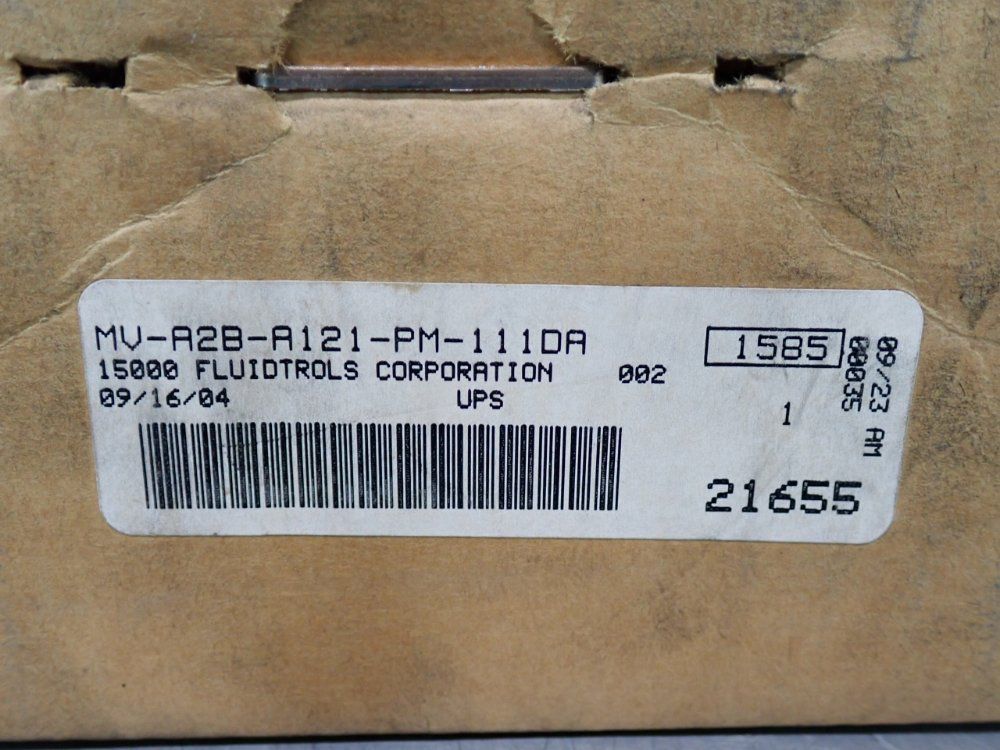 MV-A2B-A121-PM-111DA
1585
15000 FLUIDTROLS CORPORATION 002
09/16/04 UPS
1
21655
09/23 AM
00035